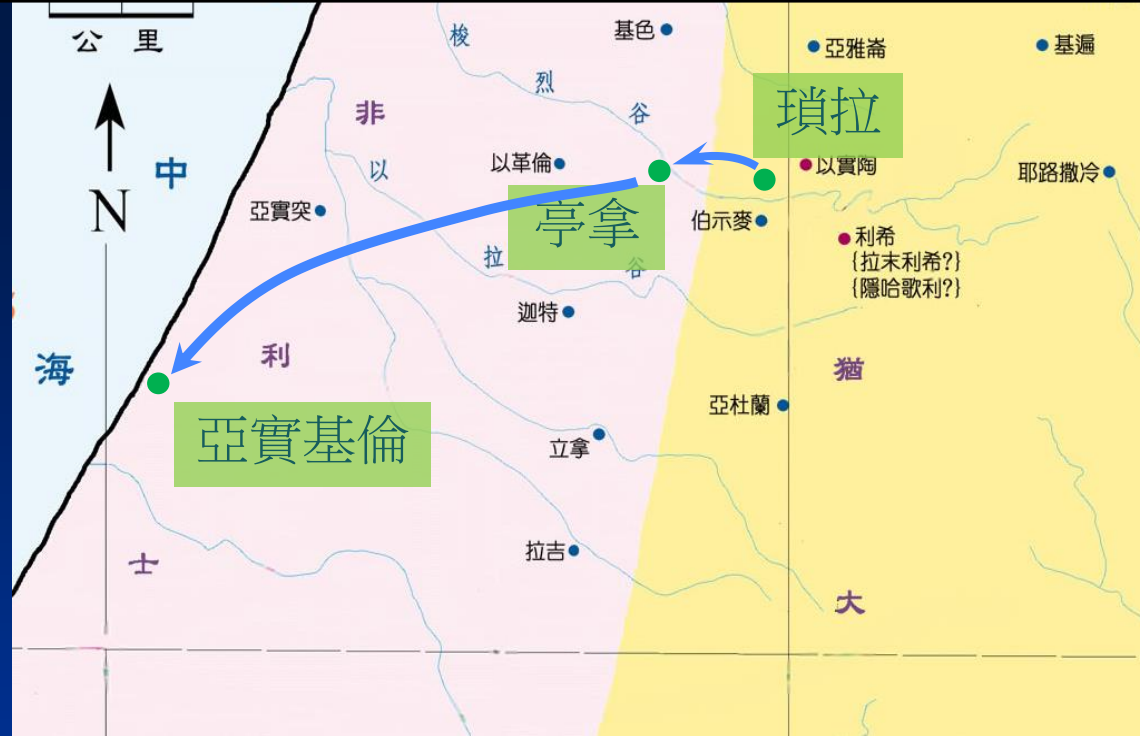 公里
N
中
海
非
利
士
猶
大
梭
烈
谷
以
拉
谷
基色
亞雅崙
基遍
瑣拉
以革倫
以實陶
耶路撒冷
亞實突
亭拿
伯示麥
利希
{拉末利希?}
{隱哈歌利?}
迦特
亞實基倫
亞杜蘭
立拿
拉吉